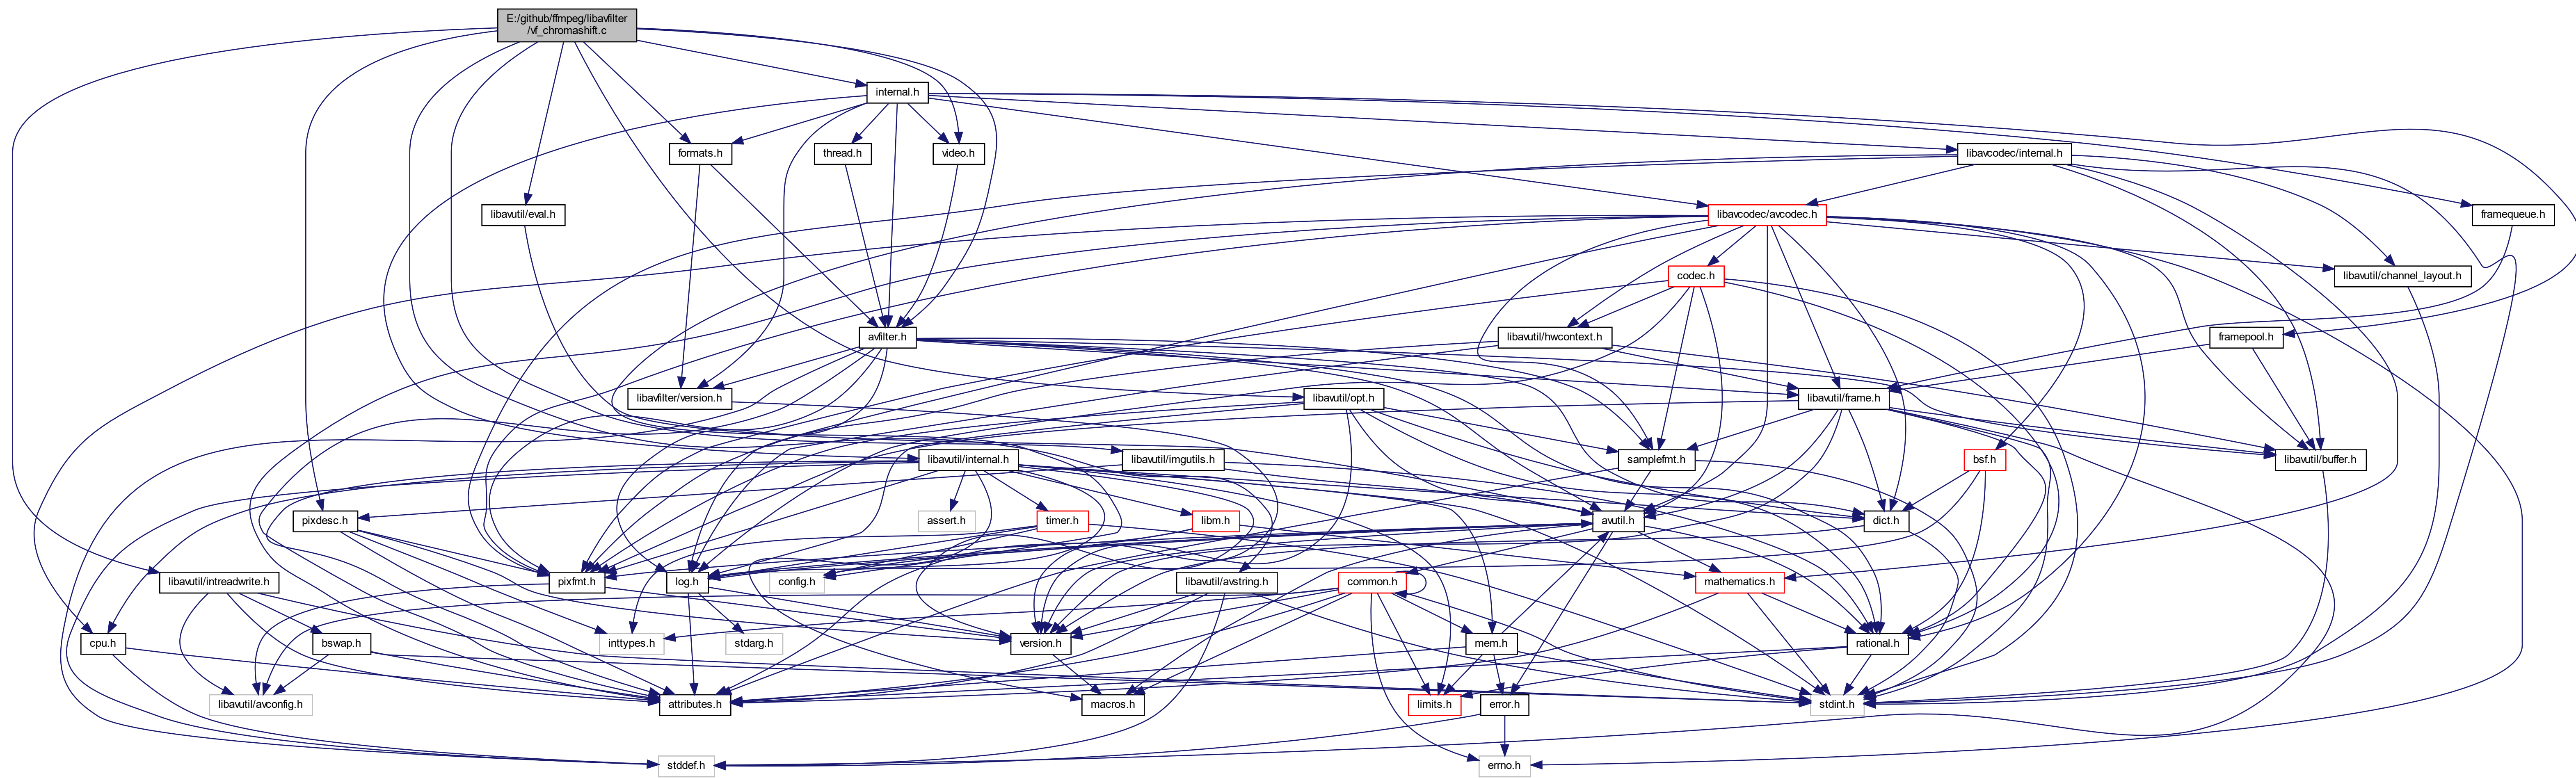 E:/github/ffmpeg/libavfilter
/vf_chromashift.c
internal.h
formats.h
thread.h
video.h
libavcodec/internal.h
libavutil/eval.h
libavcodec/avcodec.h
framequeue.h
codec.h
libavutil/channel_layout.h
avfilter.h
libavutil/hwcontext.h
framepool.h
libavfilter/version.h
libavutil/opt.h
libavutil/frame.h
libavutil/internal.h
libavutil/imgutils.h
samplefmt.h
bsf.h
libavutil/buffer.h
pixdesc.h
assert.h
timer.h
libm.h
avutil.h
dict.h
libavutil/intreadwrite.h
pixfmt.h
log.h
config.h
libavutil/avstring.h
common.h
mathematics.h
cpu.h
bswap.h
inttypes.h
stdarg.h
version.h
mem.h
rational.h
libavutil/avconfig.h
attributes.h
macros.h
limits.h
error.h
stdint.h
stddef.h
errno.h